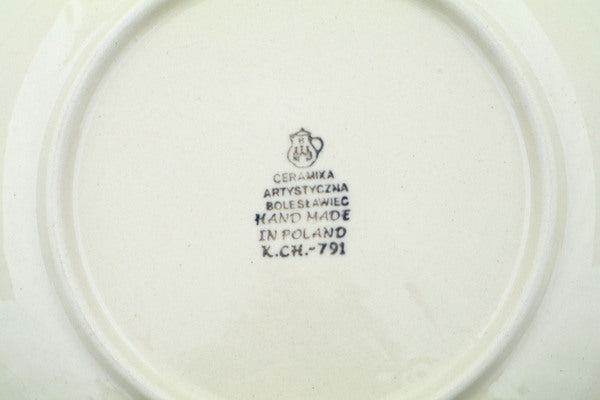 CERAMIKA
ARTYSTYCZNA
BOLESŁAWIEC
HAND MADE
IN POLAND
K.CH.-791